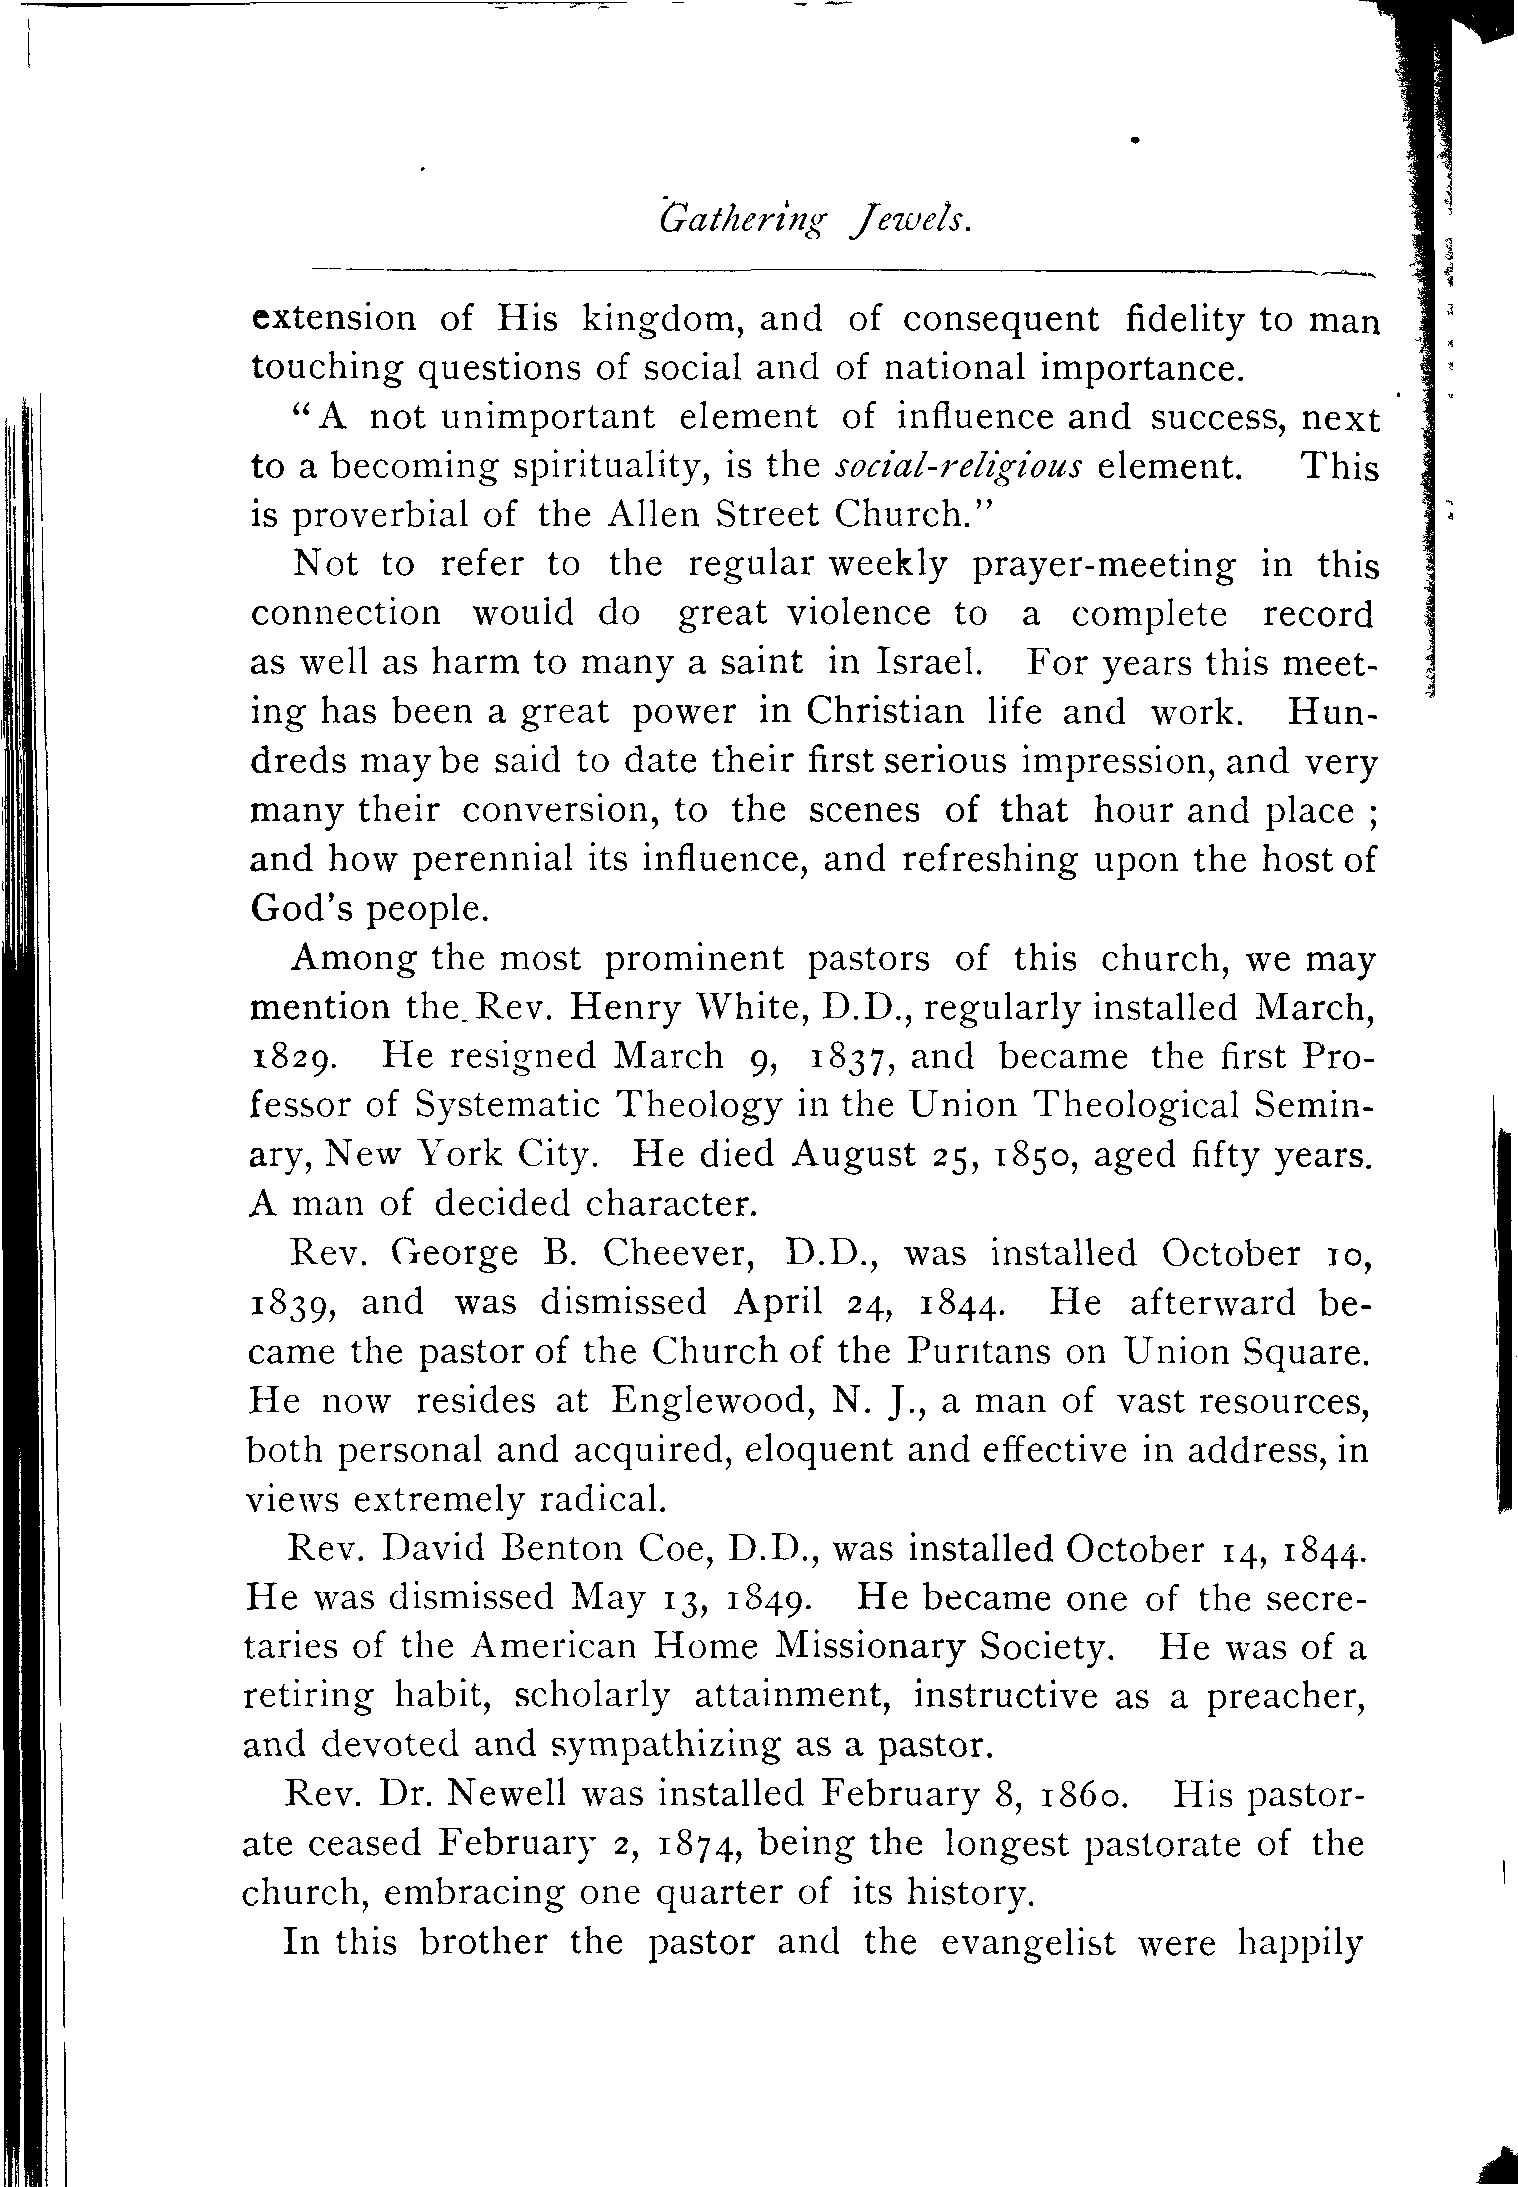 Gathering Jewels.
extension of His kingdom, and of consequent fidelity to man
touching questions of social and of national importance.
“A not unimportant element of influence and success, next
to a becoming spirituality, is the social-religious element. This
is proverbial of the Allen Street Church.”
Not to refer to the regular weekly prayer-meeting in this
connection would do great violence to a complete record
as well as harm to many a saint in Israel. For years this meet-
ing has been a great power in Christian life and work. Hun-
dreds may be said to date their first serious impression, and very
many their conversion, to the scenes of that hour and place ;
and how perennial its influence, and refreshing upon the host of
God's people.
Among the most prominent pastors of this church, we may
mention the Rev. Henry White, D.D., regularly installed March,
1829. He resigned March 9, 1837, and became the first Pro-
fessor of Systematic Theology in the Union Theological Semin-
ary, New York City. He died August 25, 1850, aged fifty years.
A man of decided character.
Rev. George B. Cheever, D.D., was installed October 10,
1839, and was dismissed April 24, 1844. He afterward be-
came the pastor of the Church of the Puritans on Union Square.
He now resides at Englewood, N. J., a man of vast resources,
both personal and acquired, eloquent and effective in address, in
views extremely radical.
Rev. David Benton Coe, D.D., was installed October 14, 1844.
He was dismissed May 13, 1849. He became one of the secre-
taries of the American Home Missionary Society. He was of a
retiring habit, scholarly attainment, instructive as a preacher,
and devoted and sympathizing as a pastor.
Rev. Dr. Newell was installed February 8, 1860. His pastor-
ate ceased February 2, 1874, being the longest pastorate of the
church, embracing one quarter of its history.
In this brother the pastor and the evangelist were happily